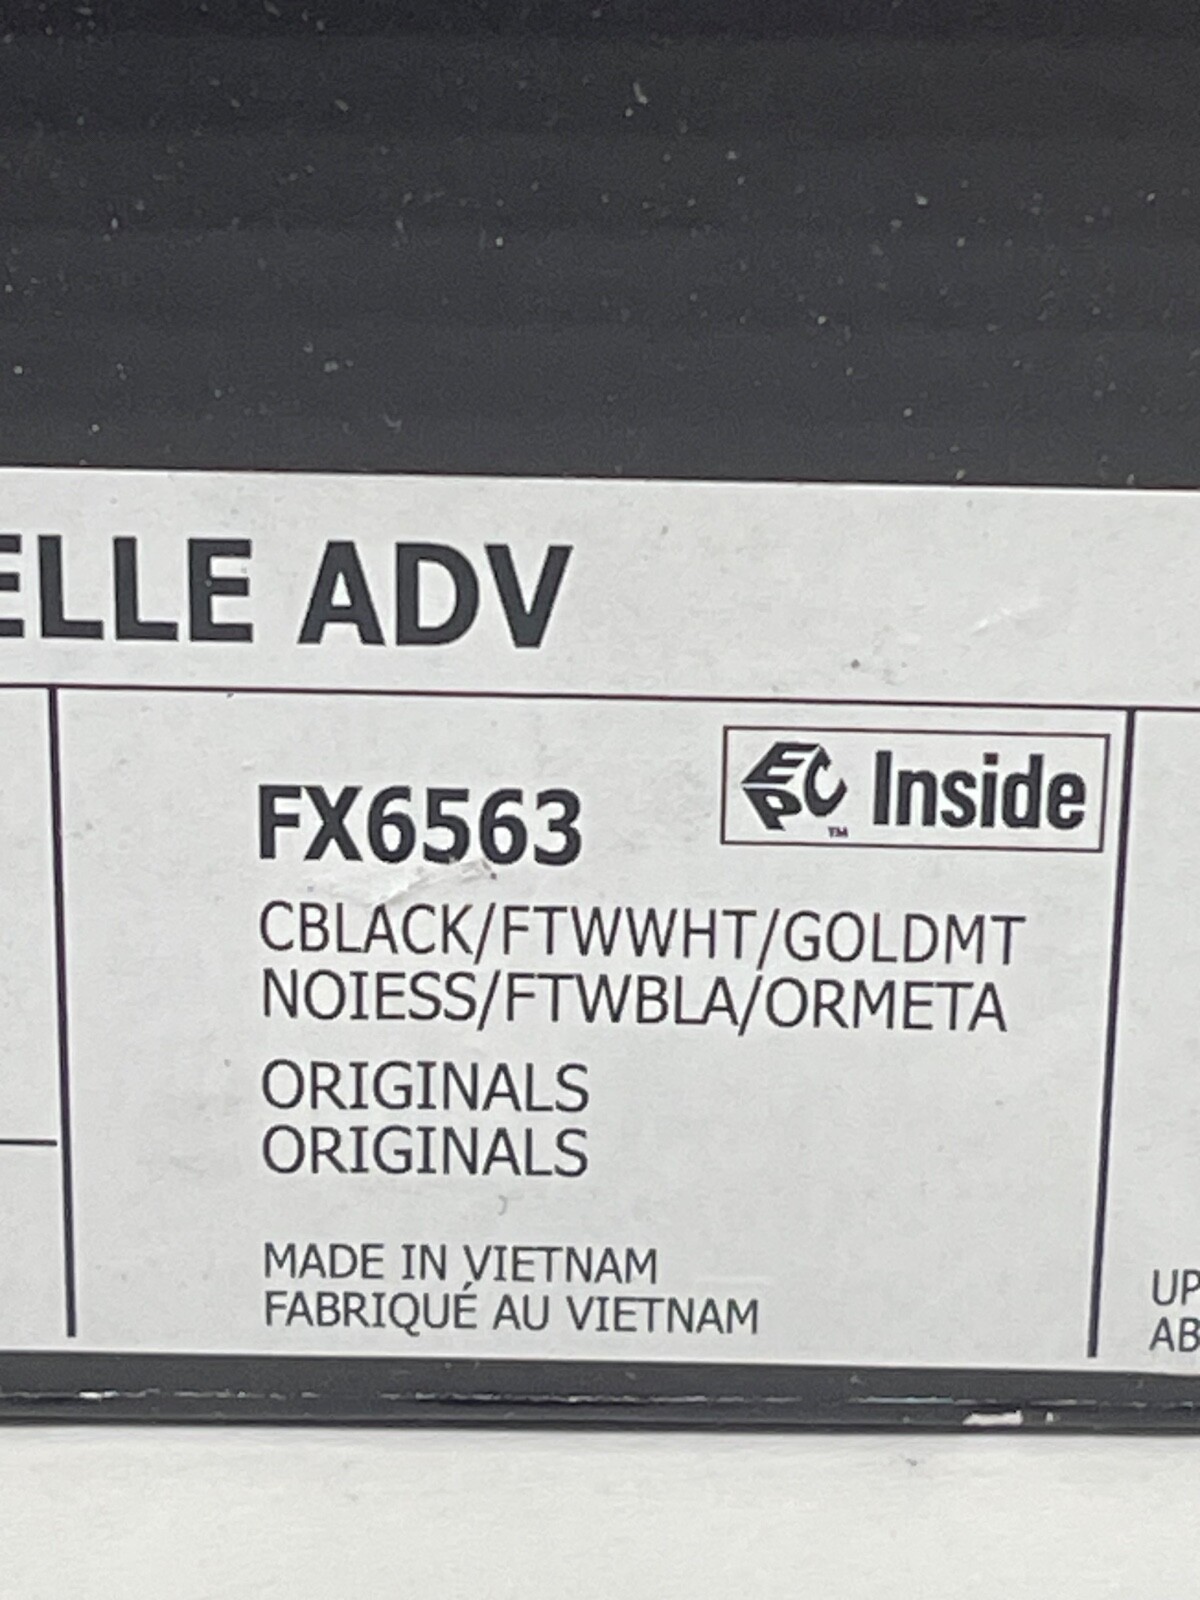 ELLE ADV
FX6563
EPC Inside
™
CBLACK/FTWWHT/GOLDMT
NOIESS/FTWBLA/ORMETA
ORIGINALS
ORIGINALS
MADE IN VIETNAM
FABRIQUÉ AU VIETNAM
UP
AB